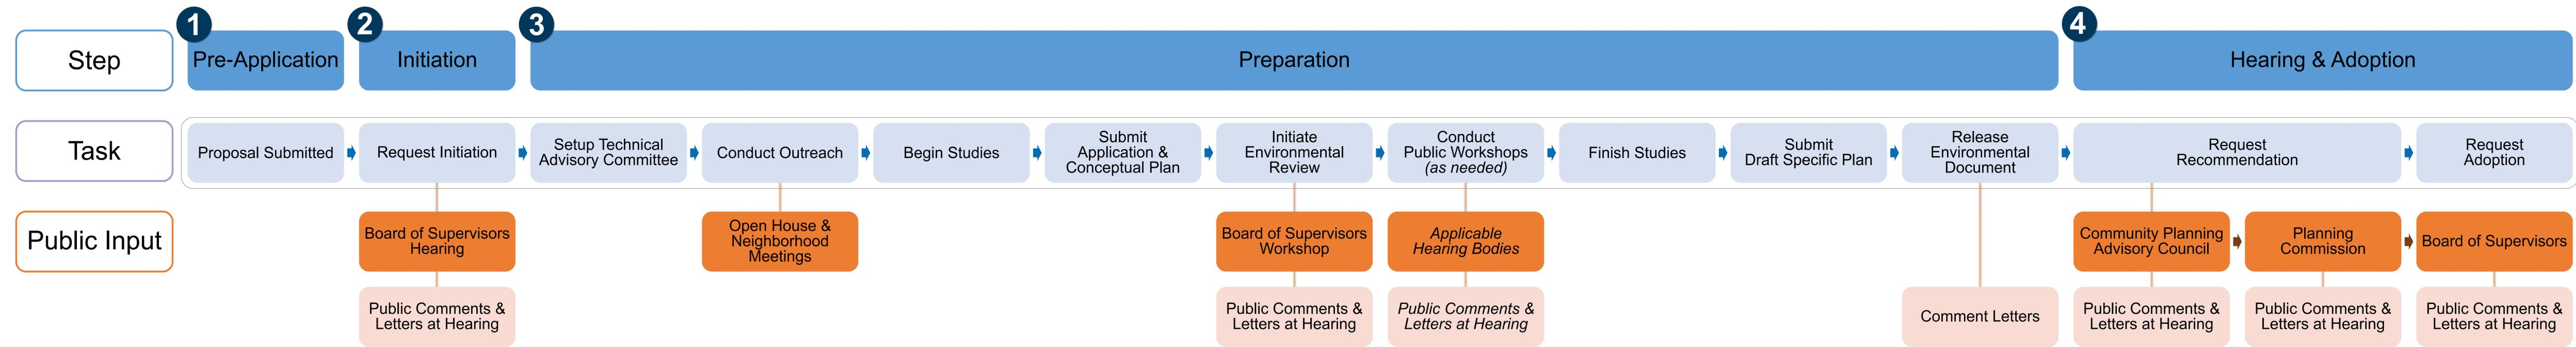 1
2
3
4
Step
Pre-Application
Initiation
Preparation
Hearing & Adoption
Task
Proposal Submitted
Request Initiation
Setup Technical
Advisory Committee
Conduct Outreach
Begin Studies
Submit
Application &
Conceptual Plan
Initiate
Environmental
Review
Conduct
Public Workshops
(as needed)
Finish Studies
Submit
Draft Specific Plan
Release
Environmental
Document
Request
Recommendation
Request
Adoption
Public Input
Board of Supervisors
Hearing
Open House &
Neighborhood
Meetings
Board of Supervisors
Workshop
Applicable
Hearing Bodies
Community Planning
Advisory Council
Planning
Commission
Board of Supervisors
Public Comments &
Letters at Hearing
Public Comments &
Letters at Hearing
Public Comments &
Letters at Hearing
Comment Letters
Public Comments &
Letters at Hearing
Public Comments &
Letters at Hearing
Public Comments &
Letters at Hearing